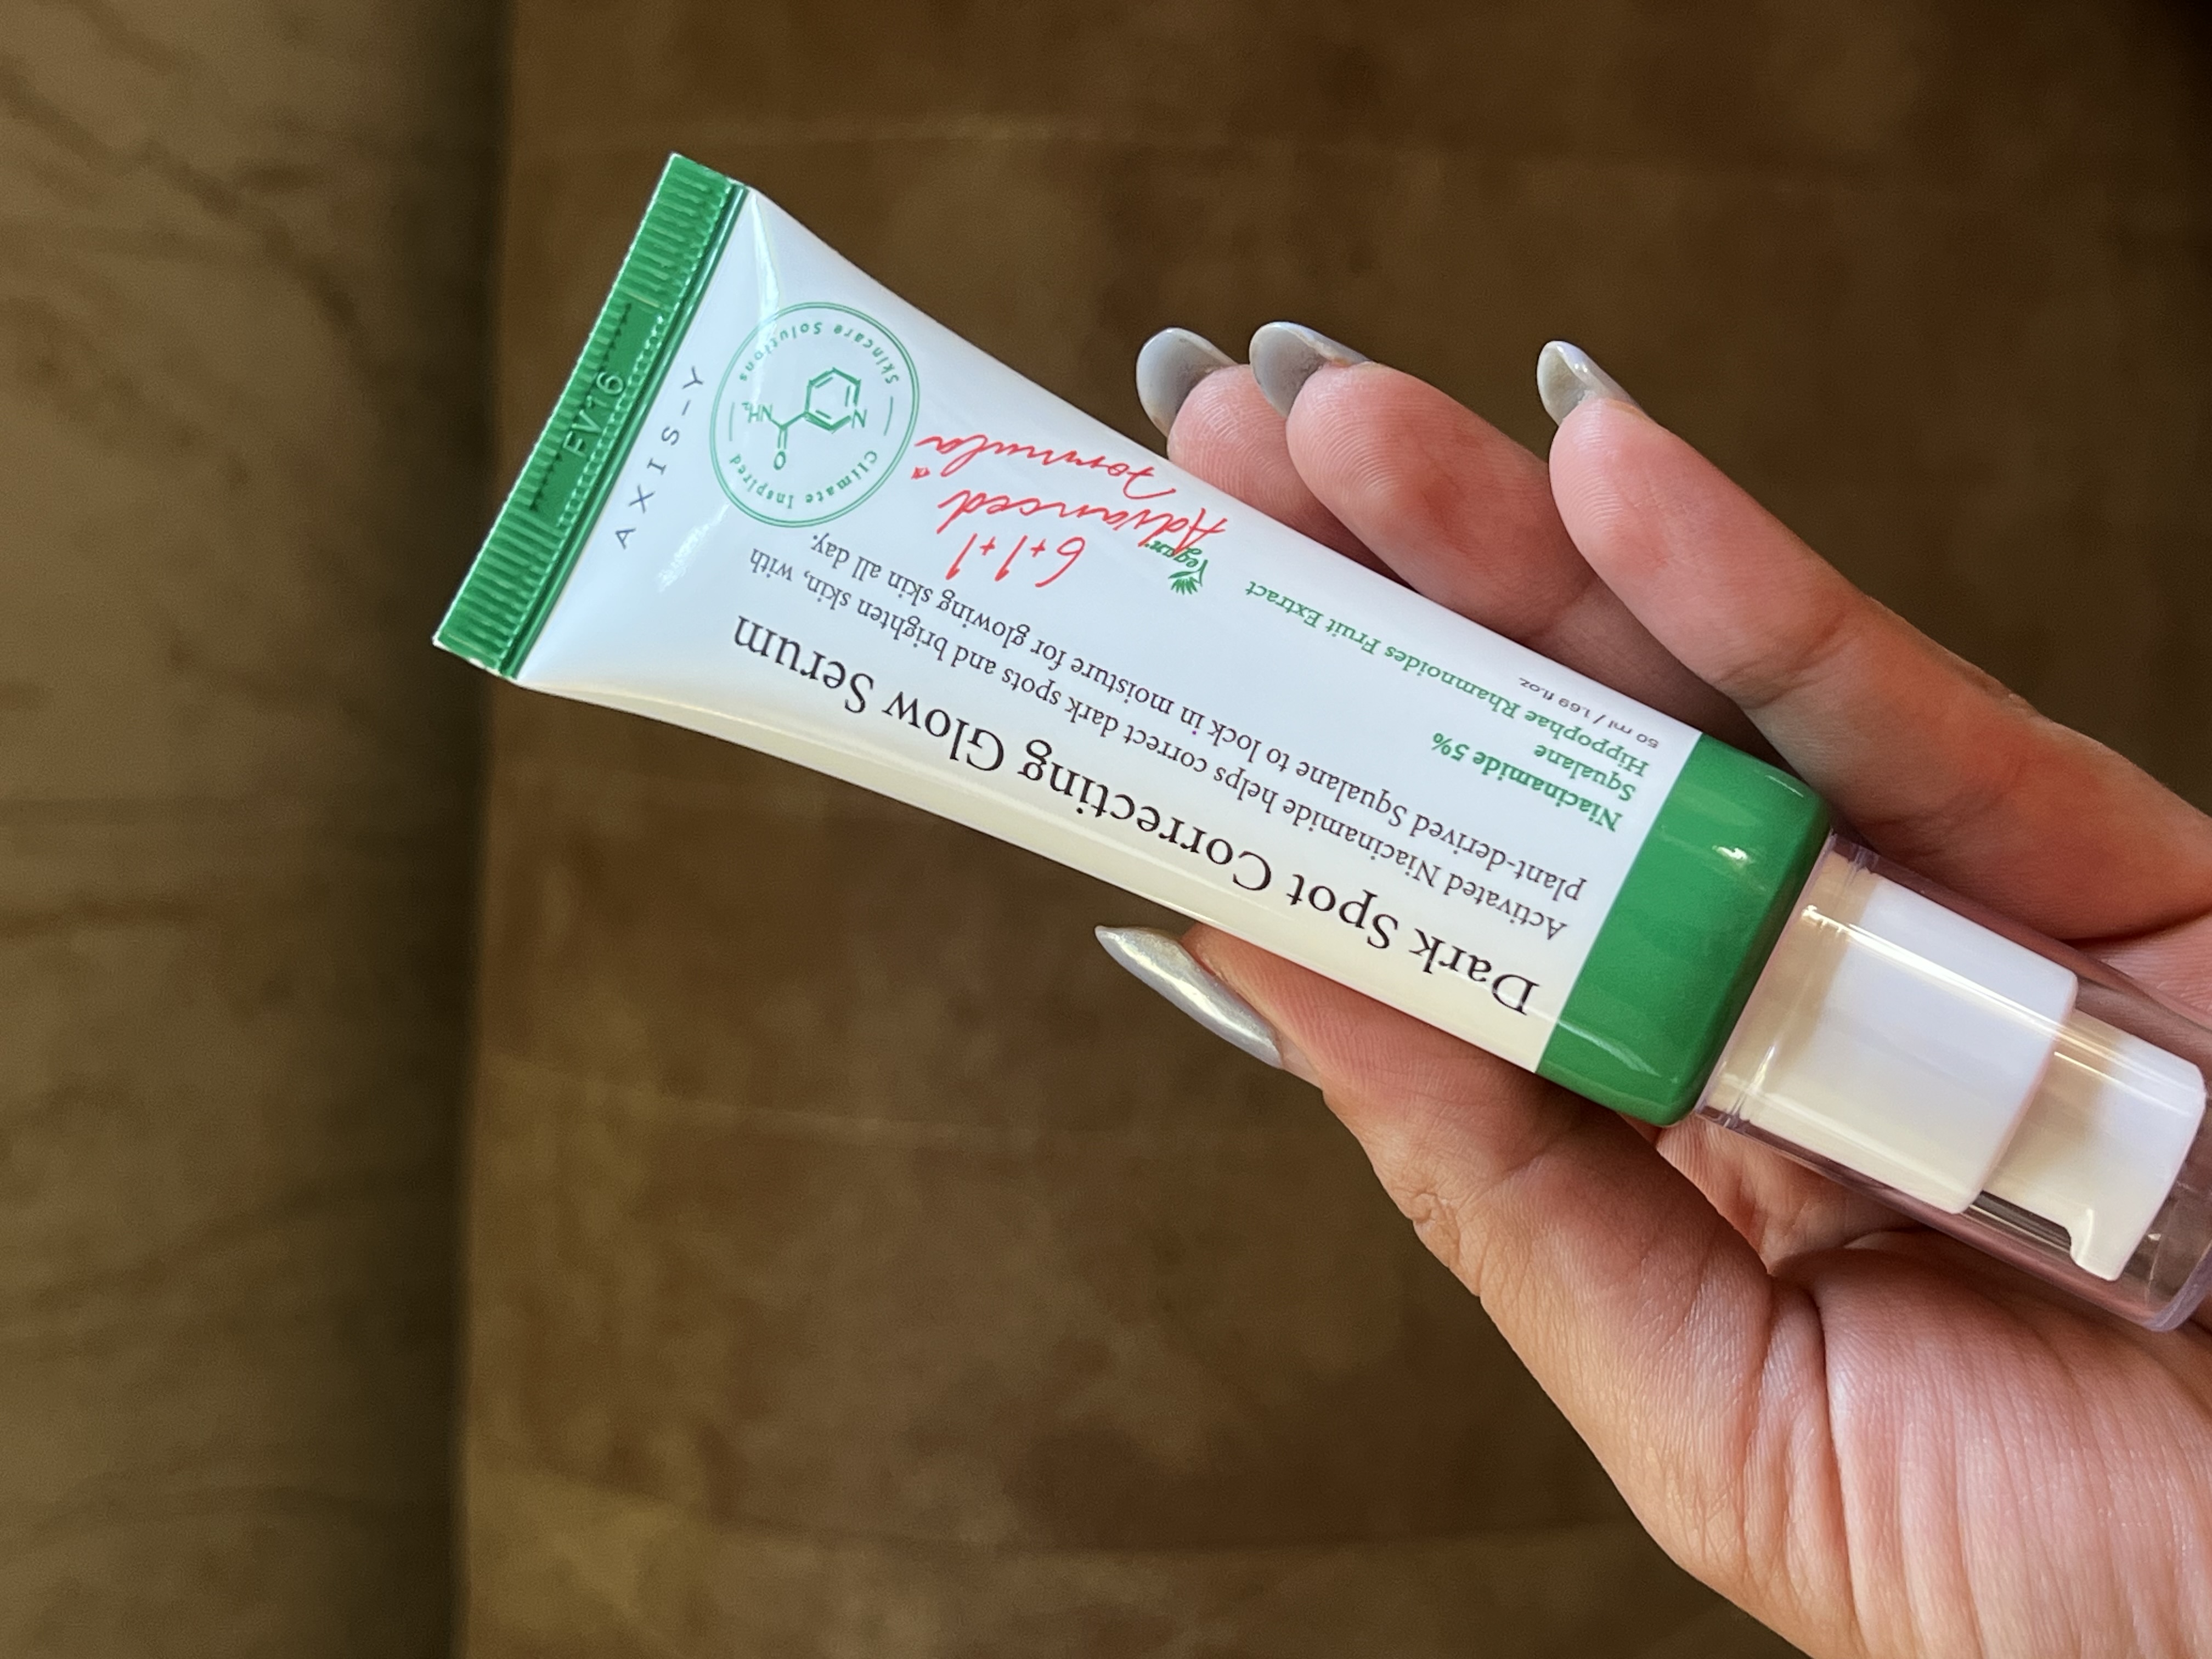 AXIS-Y
Climate Inspired
Skincare Solutions
O
NH₂
N
6+1+1
Advanced
Formula
Dark Spot Correcting Glow Serum
Activated Niacinamide helps correct dark spots and brighten skin, with
plant-derived Squalane to lock in moisture for glowing skin all day.
Niacinamide 5%
Squalane
Hippophae Rhamnoides Fruit Extract
Vegan
50 ml / 1.69 fl.oz.